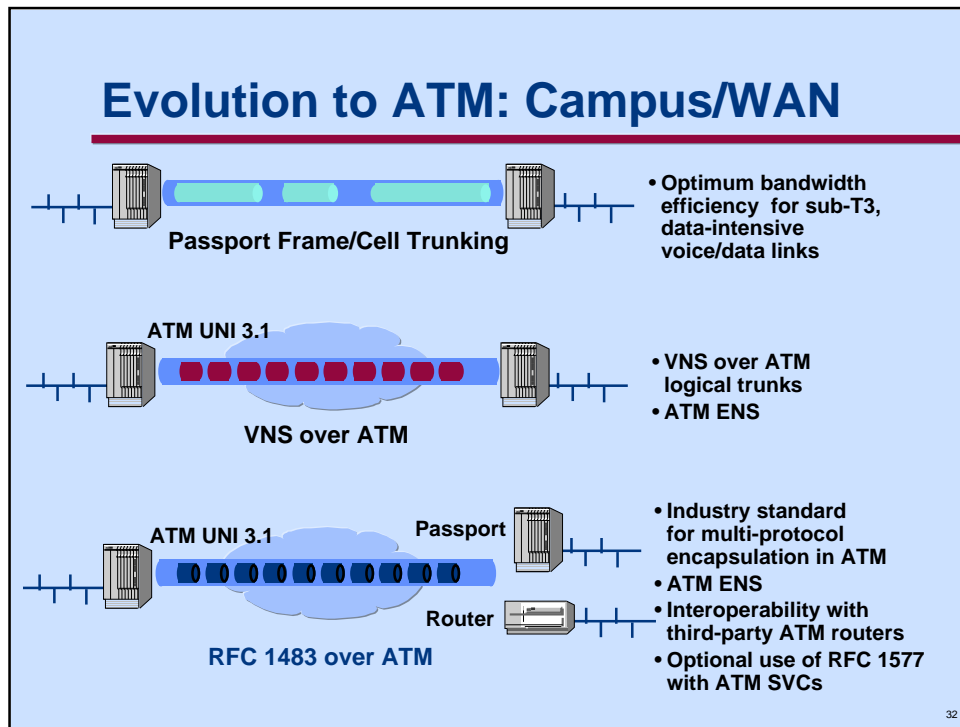 Evolution to ATM: Campus/WAN
Passport Frame/Cell Trunking
• Optimum bandwidth
efficiency for sub-T3,
data-intensive
voice/data links
ATM UNI 3.1
VNS over ATM
• VNS over ATM
logical trunks
• ATM ENS
ATM UNI 3.1
Passport
Router
RFC 1483 over ATM
• Industry standard
for multi-protocol
encapsulation in ATM
• ATM ENS
• Interoperability with
third-party ATM routers
• Optional use of RFC 1577
with ATM SVCs
32